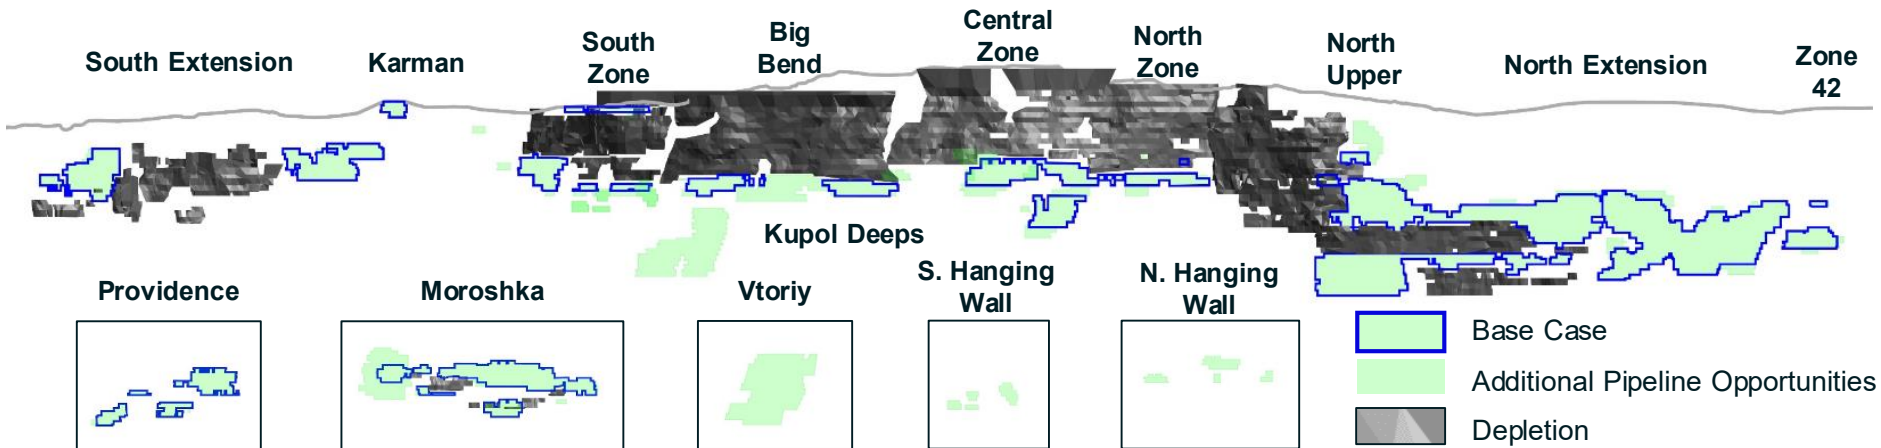 South Extension
Karman
South
Zone
Big
Bend
Central
Zone
North
Zone
North
Upper
North Extension
Zone
42
Kupol Deeps
Providence
Moroshka
Vtoriy
S. Hanging
Wall
N. Hanging
Wall
Base Case
Additional Pipeline Opportunities
Depletion